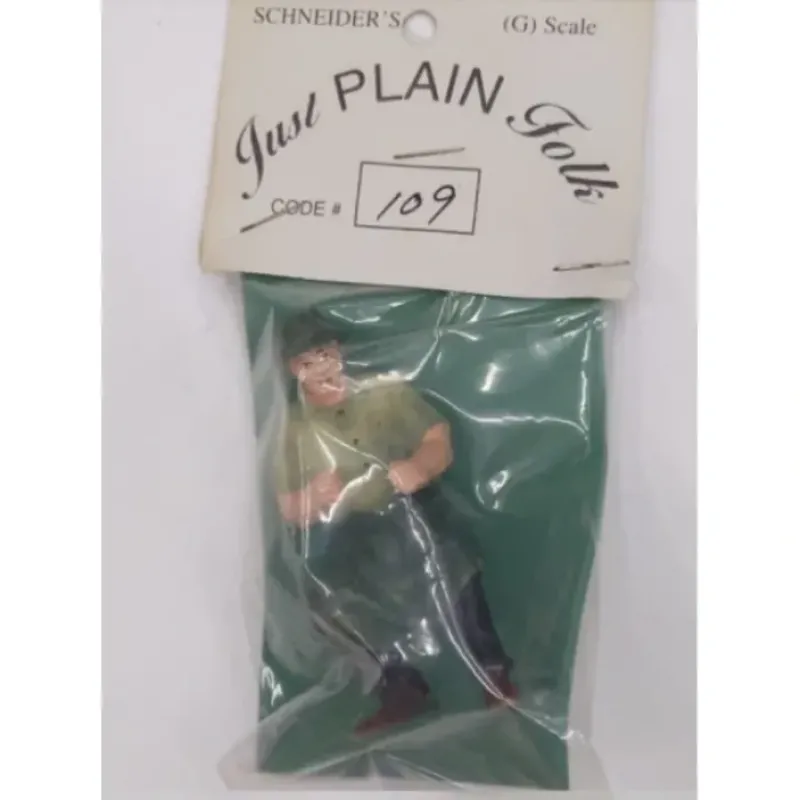 SCHNEIDER'S (G) Scale
Just PLAIN Folk
CODE # 109